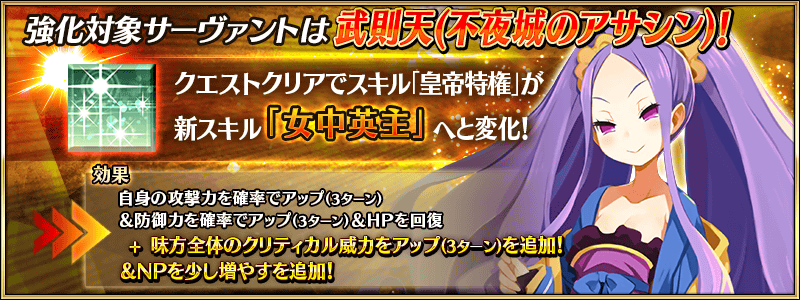 強化対象サーヴァントは 武則天(不夜城のアサシン)!
クエストクリアでスキル「皇帝特権」が
新スキル「女中英主」へと変化!
効果
自身の攻撃力を確率でアップ(3ターン)
&防御力を確率でアップ(3ターン)&HPを回復
+ 味方全体のクリティカル威力をアップ(3ターン)を追加!
&NPを少し増やすを追加!